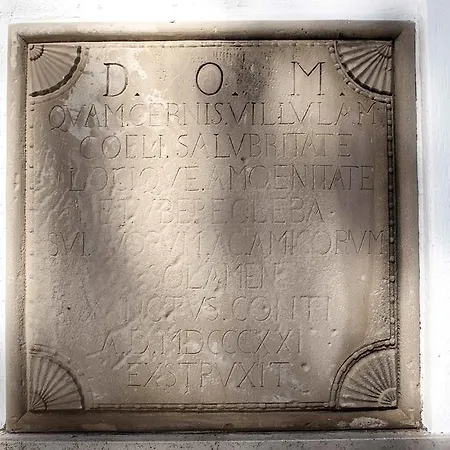 D. O. M.
QVAM.CERNIS.VILLVLAM
COELI.SALVBRITATE
LOCIQVE.AMOENITATE
ET.VBERE.GLEBA
SVI. AC.AMICORVM
SOLAMEN
CONTI
A.D.MDCCCXXI
EXSTRVXIT